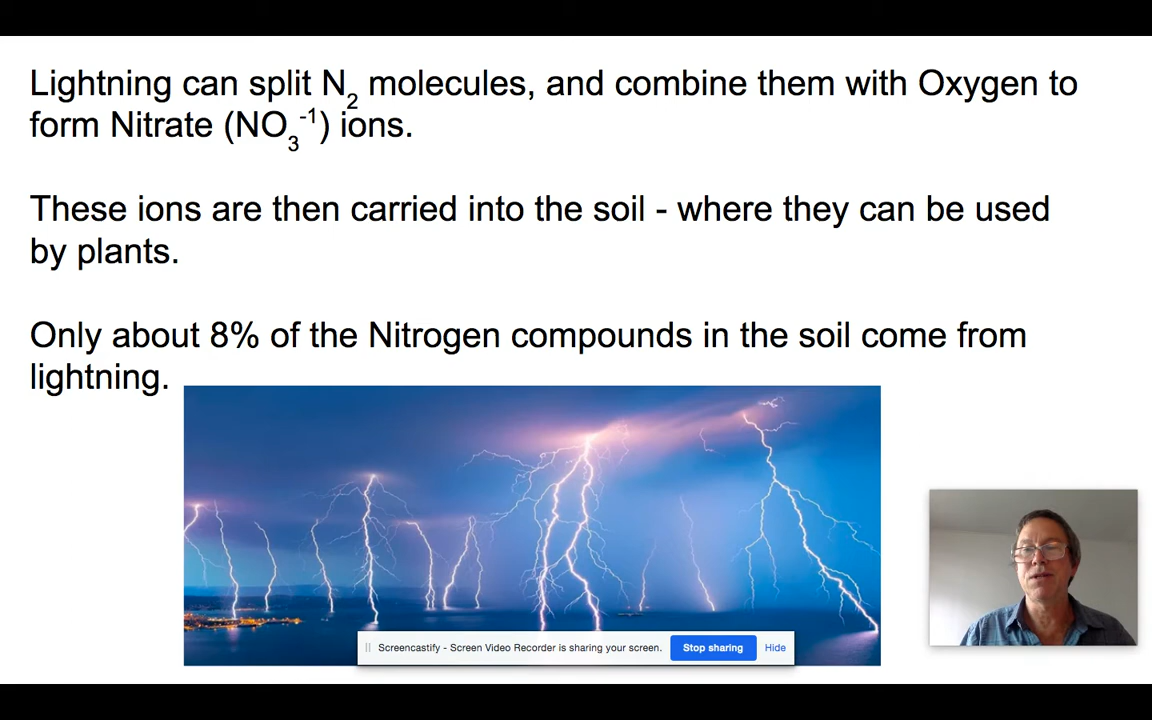 Lightning can split N₂ molecules, and combine them with Oxygen to
form Nitrate (NO₃⁻¹) ions.
These ions are then carried into the soil - where they can be used
by plants.
Only about 8% of the Nitrogen compounds in the soil come from
lightning.
Screencastify - Screen Video Recorder is sharing your screen. Stop sharing Hide